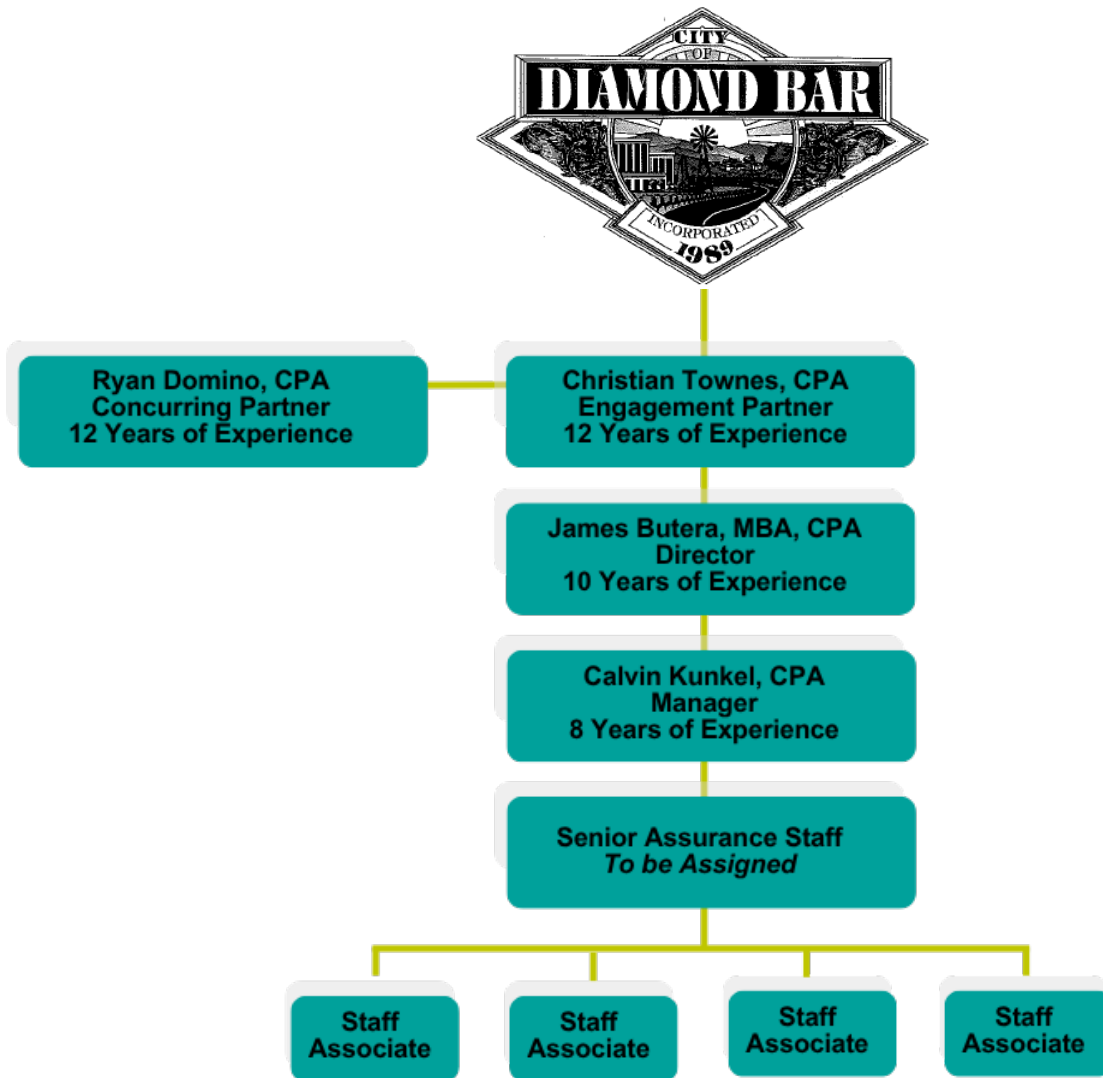 CITY
OF
DIAMOND BAR
INCORPORATED
1989
Ryan Domino, CPA
Concurring Partner
12 Years of Experience
Christian Townes, CPA
Engagement Partner
12 Years of Experience
James Butera, MBA, CPA
Director
10 Years of Experience
Calvin Kunkel, CPA
Manager
8 Years of Experience
Senior Assurance Staff
To be Assigned
Staff
Associate
Staff
Associate
Staff
Associate
Staff
Associate